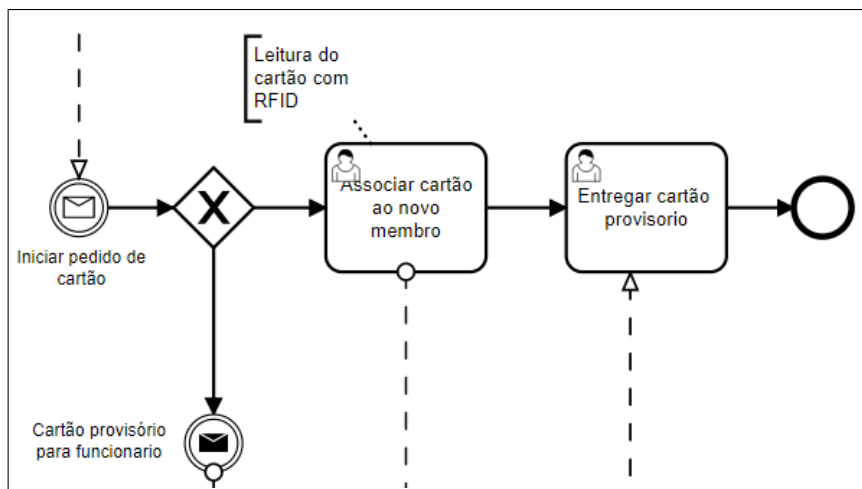 Leitura do
cartão com
RFID
Associar cartão
ao novo
membro
Entregar cartão
provisorio
Iniciar pedido de
cartão
Cartão provisório
para funcionario